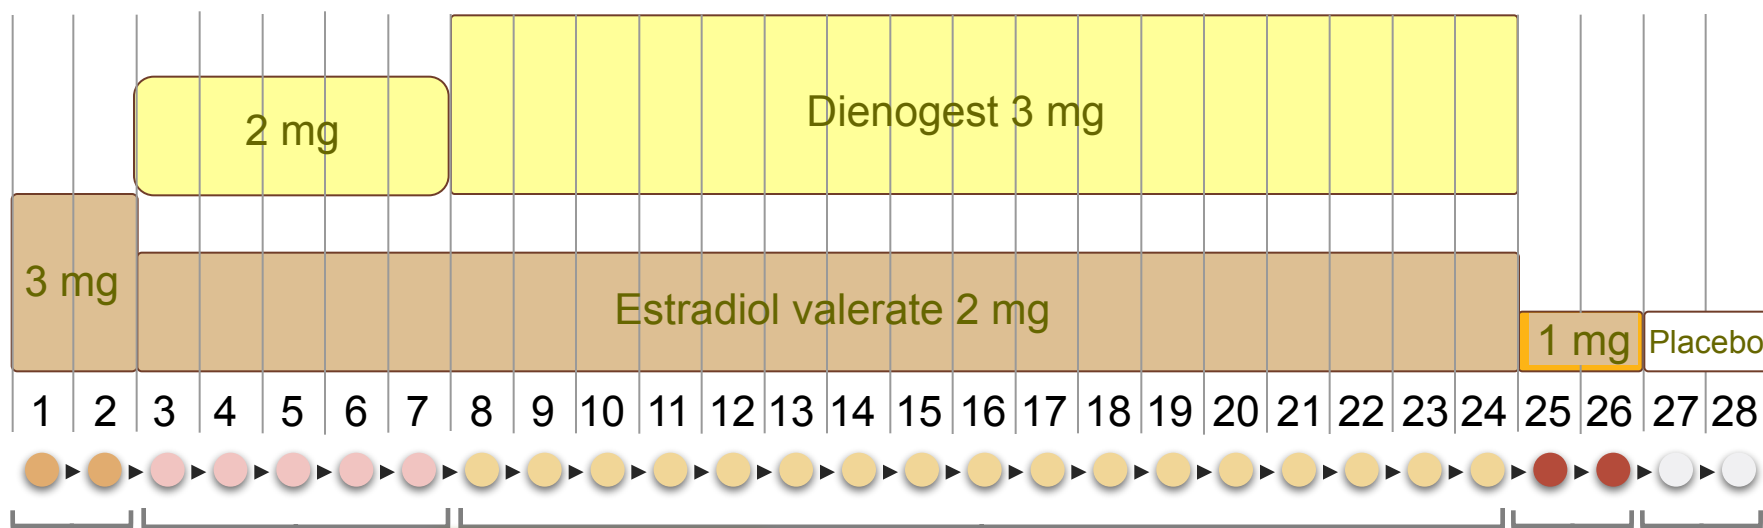 Dienogest 3 mg
2 mg
3 mg
Estradiol valerate 2 mg
1 mg
Placebo
1 2 3 4 5 6 7 8 9 10 11 12 13 14 15 16 17 18 19 20 21 22 23 24 25 26 27 28